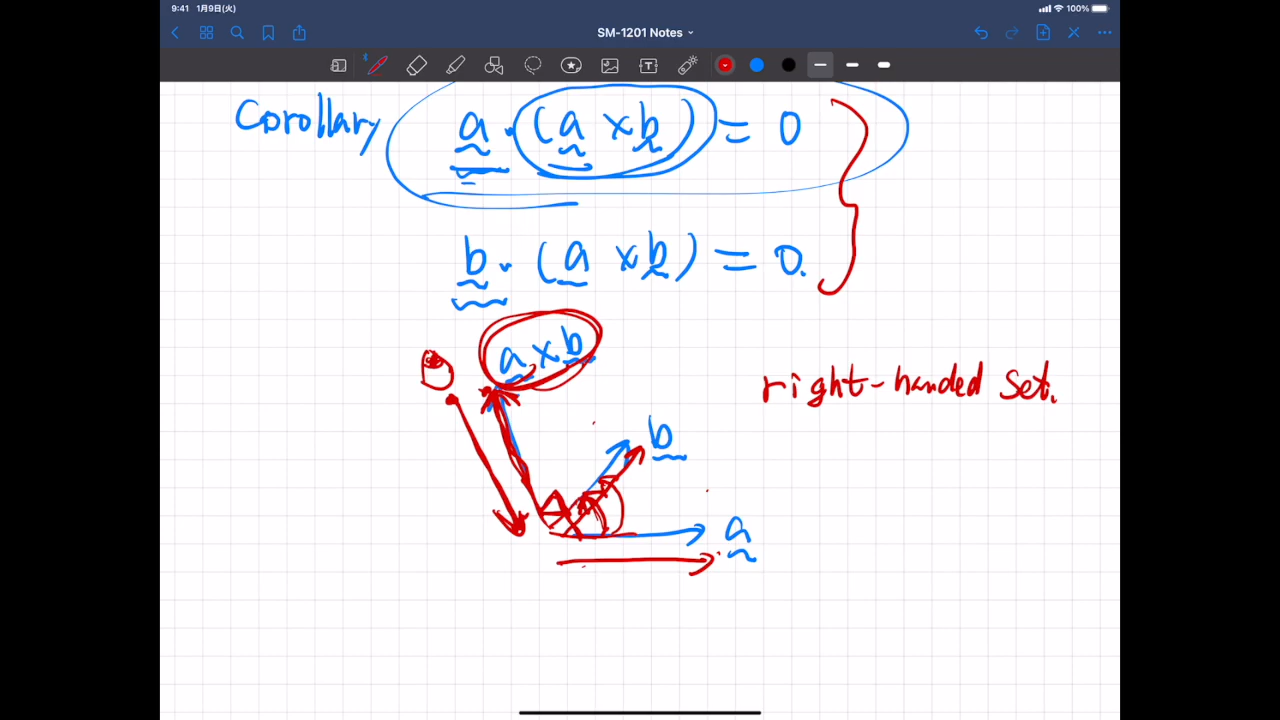 9:41 1月9日(火) 100%
SM-1201 Notes
Corollary a · (a × b) = 0
b · (a × b) = 0.
a × b
right-handed set.
b
a